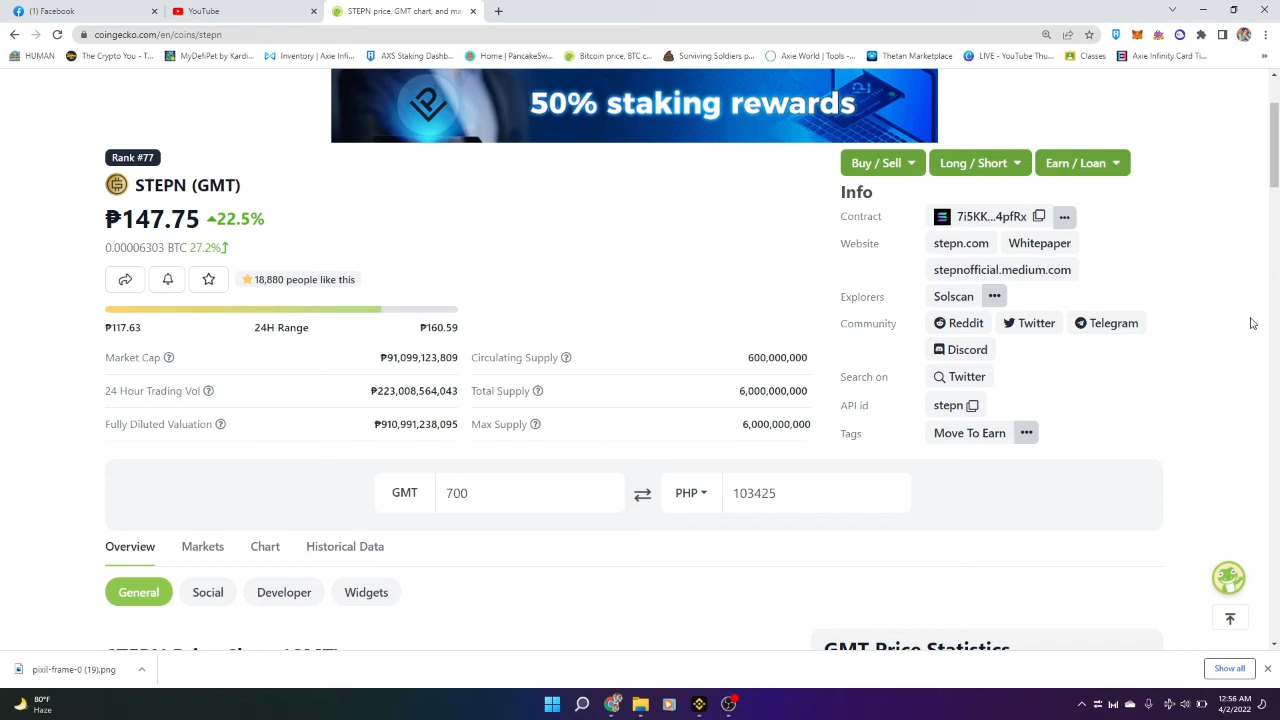 (1) Facebook
YouTube
STEPN price, GMT chart, and ma
coingecko.com/en/coins/stepn
HUMAN
The Crypto You - T...
MyDefiPet by Kardi...
Inventory | Axie Infi...
AXS Staking Dashb...
Home | PancakeSw...
Bitcoin price, BTC c...
Surviving Soldiers p...
Axie World | Tools -...
Thetan Marketplace
LIVE - YouTube Thu...
Classes
Axie Infinity Card Ti...
»
50% staking rewards
Rank #77
STEPN (GMT)
₱147.75 22.5%
0.00006303 BTC 27.2%
18,880 people like this
₱117.63 24H Range ₱160.59
Market Cap ₱91,099,123,809
24 Hour Trading Vol ₱223,008,564,043
Fully Diluted Valuation ₱910,991,238,095
Circulating Supply 600,000,000
Total Supply 6,000,000,000
Max Supply 6,000,000,000
Buy / Sell Long / Short Earn / Loan
Info
Contract 7i5KK...4pfRx ...
Website stepn.com Whitepaper
stepnofficial.medium.com
Explorers Solscan ...
Community Reddit Twitter Telegram
Discord
Search on Twitter
API id stepn
Tags Move To Earn ...
GMT 700 PHP 103425
Overview Markets Chart Historical Data
General Social Developer Widgets
STEPN Price Chart (GMT)
GMT Price Statistics
pixil-frame-0 (19).png
Show all
80°F
Haze
12:56 AM
4/2/2022